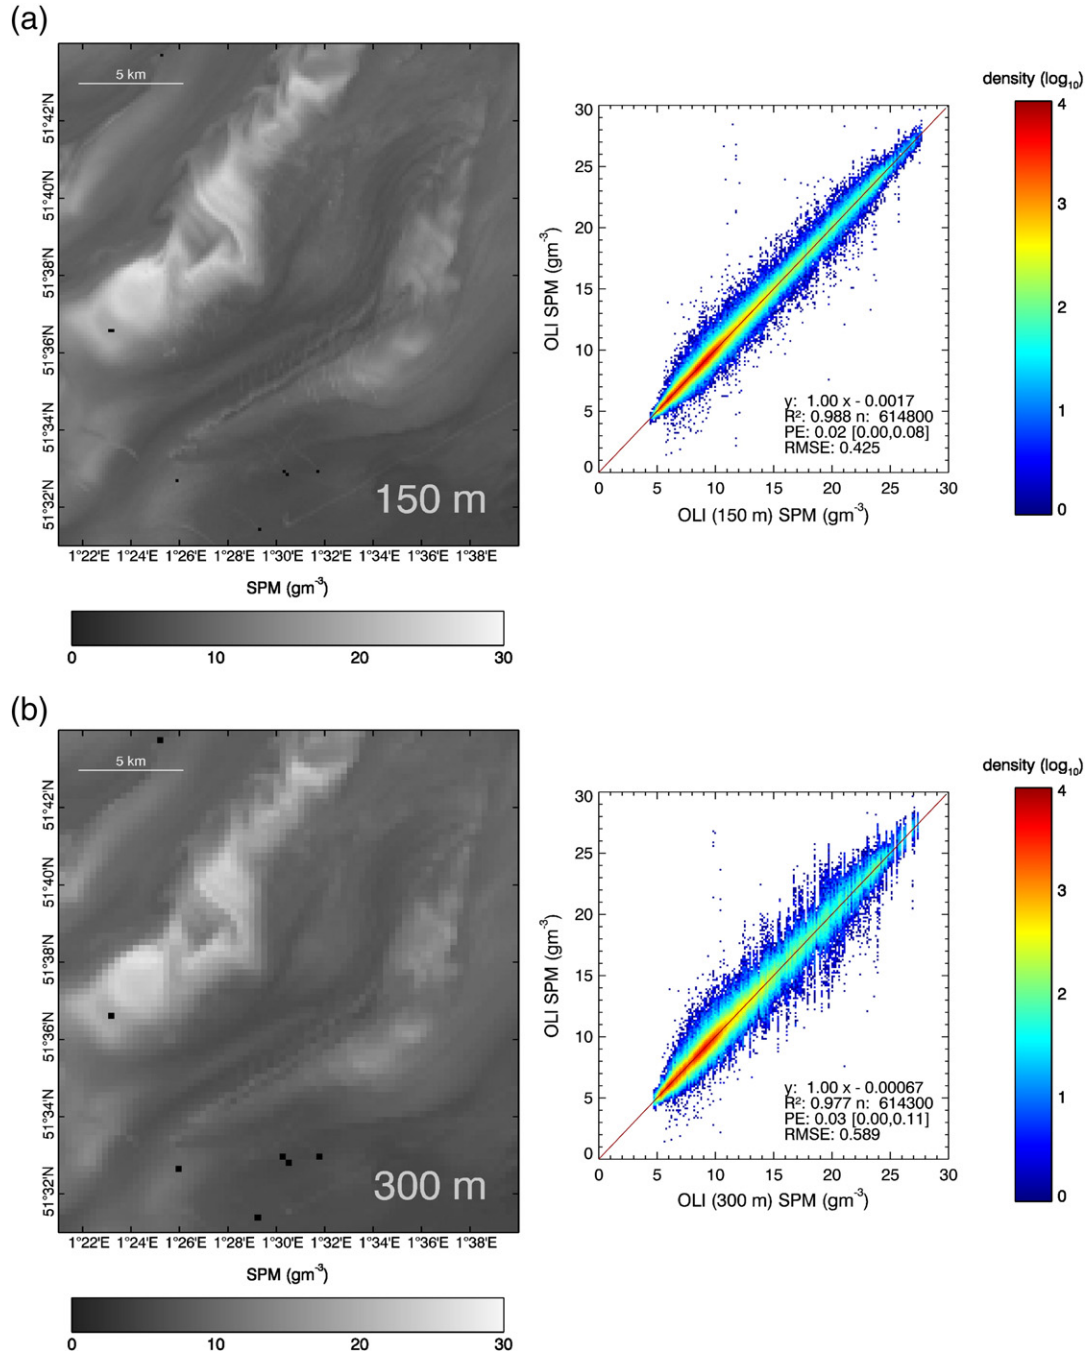 (a)
5 km
51°42'N
51°40'N
51°38'N
51°36'N
51°34'N
51°32'N
150 m
1°22'E 1°24'E 1°26'E 1°28'E 1°30'E 1°32'E 1°34'E 1°36'E 1°38'E
SPM (gm⁻³)
0 10 20 30
OLI SPM (gm⁻³)
30
25
20
15
10
5
0
y: 1.00 x - 0.0017
R²: 0.988 n: 614800
PE: 0.02 [0.00,0.08]
RMSE: 0.425
0 5 10 15 20 25 30
OLI (150 m) SPM (gm⁻³)
density (log₁₀)
4
3
2
1
0
(b)
5 km
51°42'N
51°40'N
51°38'N
51°36'N
51°34'N
51°32'N
300 m
1°22'E 1°24'E 1°26'E 1°28'E 1°30'E 1°32'E 1°34'E 1°36'E 1°38'E
SPM (gm⁻³)
0 10 20 30
OLI SPM (gm⁻³)
30
25
20
15
10
5
0
y: 1.00 x - 0.00067
R²: 0.977 n: 614300
PE: 0.03 [0.00,0.11]
RMSE: 0.589
0 5 10 15 20 25 30
OLI (300 m) SPM (gm⁻³)
density (log₁₀)
4
3
2
1
0